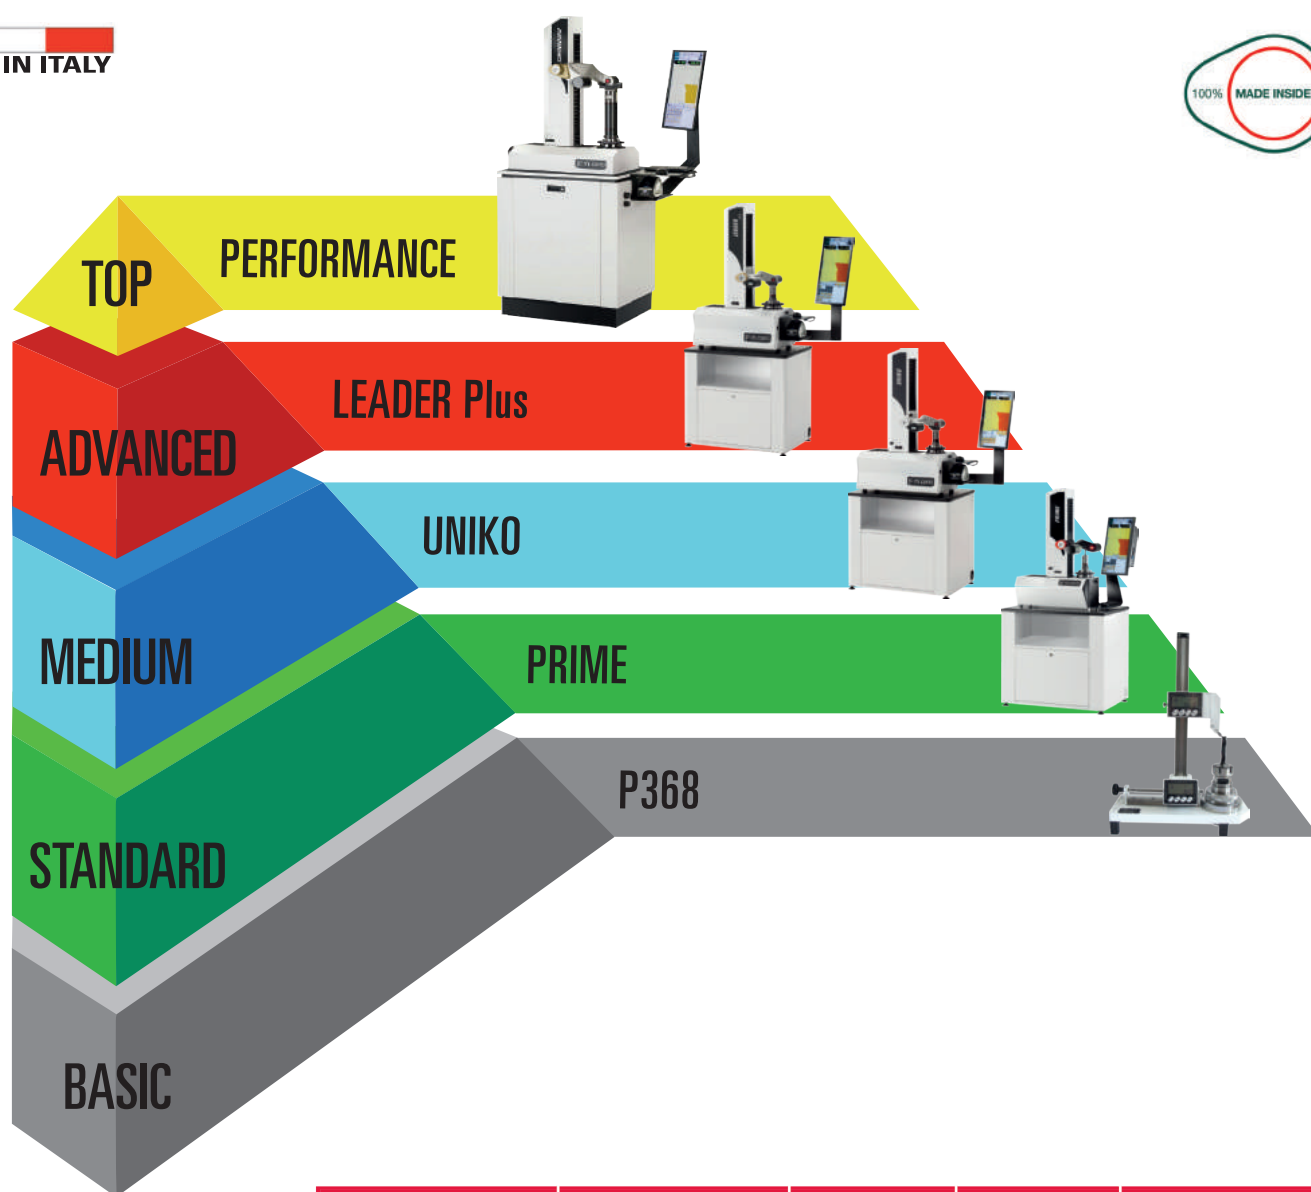 IN ITALY
100% MADE INSIDE
TOP
PERFORMANCE
ADVANCED
LEADER Plus
MEDIUM
UNIKO
STANDARD
PRIME
BASIC
P368